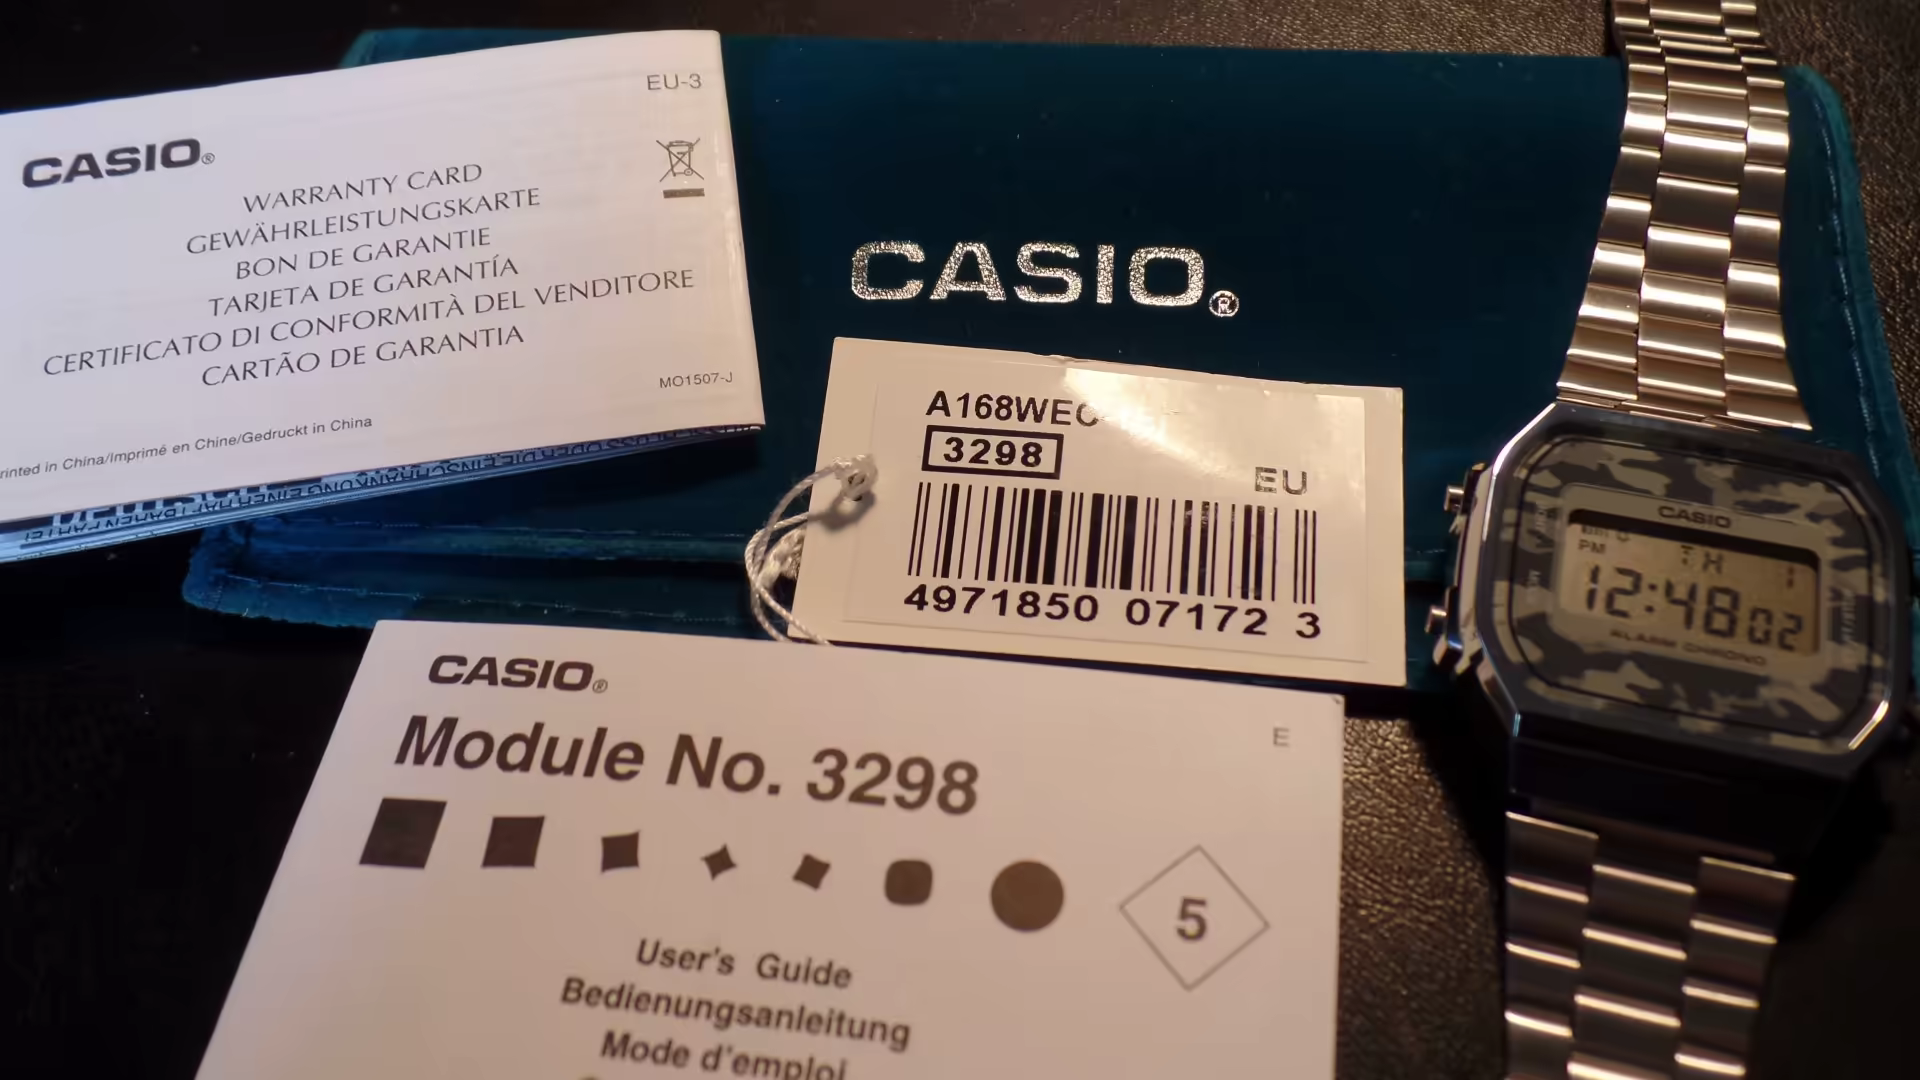 EU-3
CASIO®
WARRANTY CARD
GEWÄHRLEISTUNGSKARTE
BON DE GARANTIE
TARJETA DE GARANTÍA
CERTIFICATO DI CONFORMITÀ DEL VENDITORE
CARTÃO DE GARANTIA
MO1507-J
rinted in China/Imprimé en Chine/Gedruckt in China
CASIO®
A168WEC
3298
EU
4971850 07172 3
CASIO®
Module No. 3298
E
5
User's Guide
Bedienungsanleitung
Mode d'emploi
CASIO
PM
TH 1
12:48 02
ALARM CHRONO